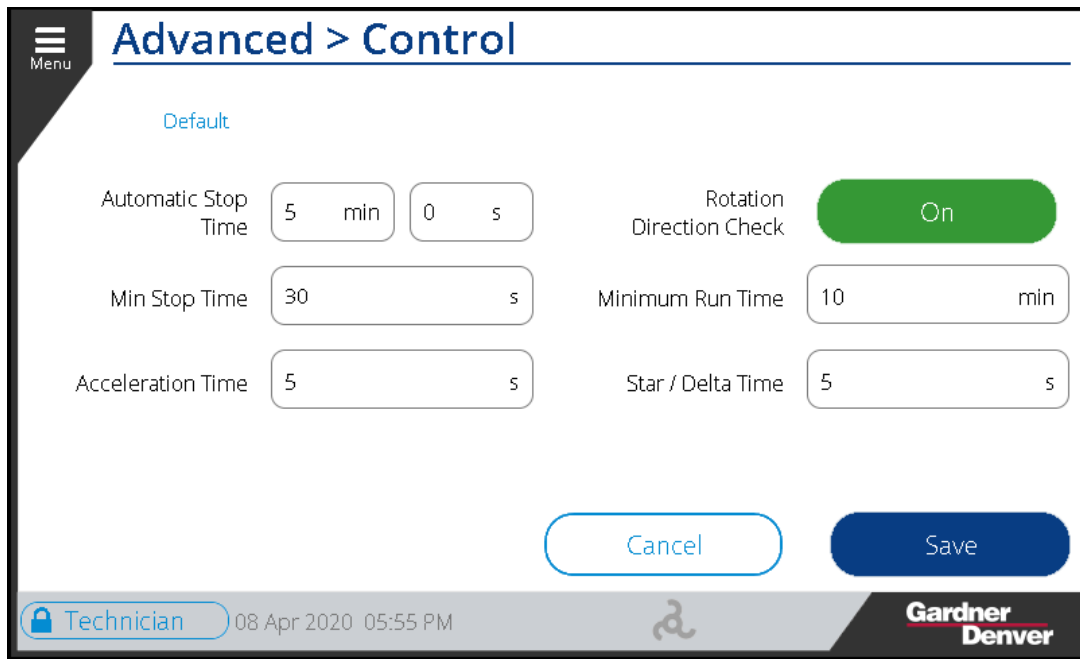 Menu
Advanced > Control
Default
Automatic Stop
Time
5 min
0 s
Rotation
Direction Check
On
Min Stop Time
30 s
Minimum Run Time
10 min
Acceleration Time
5 s
Star / Delta Time
5 s
Cancel
Save
Technician
08 Apr 2020 05:55 PM
Gardner
Denver